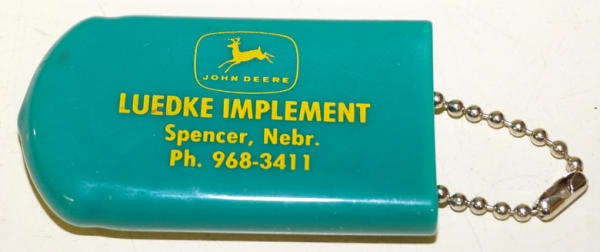 JOHN DEERE
LUEDKE IMPLEMENT
Spencer, Nebr.
Ph. 968-3411